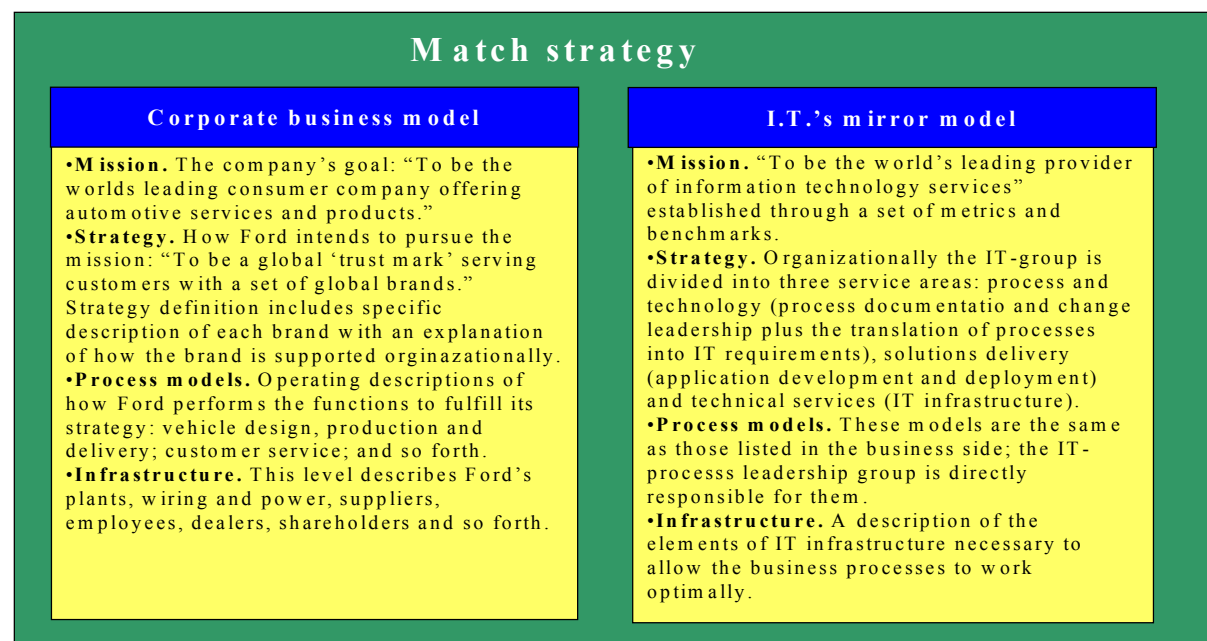 Match strategy
Corporate business model
•Mission. The company's goal: “To be the
worlds leading consumer company offering
automotive services and products.”
•Strategy. How Ford intends to pursue the
mission: “To be a global ‘trust mark’ serving
customers with a set of global brands.”
Strategy definition includes specific
description of each brand with an explanation
of how the brand is supported orginazationally.
•Process models. Operating descriptions of
how Ford performs the functions to fulfill its
strategy: vehicle design, production and
delivery; customer service; and so forth.
•Infrastructure. This level describes Ford's
plants, wiring and power, suppliers,
employees, dealers, shareholders and so forth.
I.T.'s mirror model
•Mission. “To be the world's leading provider
of information technology services”
established through a set of metrics and
benchmarks.
•Strategy. Organizationally the IT-group is
divided into three service areas: process and
technology (process documentatio and change
leadership plus the translation of processes
into IT requirements), solutions delivery
(application development and deployment)
and technical services (IT infrastructure).
•Process models. These models are the same
as those listed in the business side; the IT-
processs leadership group is directly
responsible for them.
•Infrastructure. A description of the
elements of IT infrastructure necessary to
allow the business processes to work
optimally.